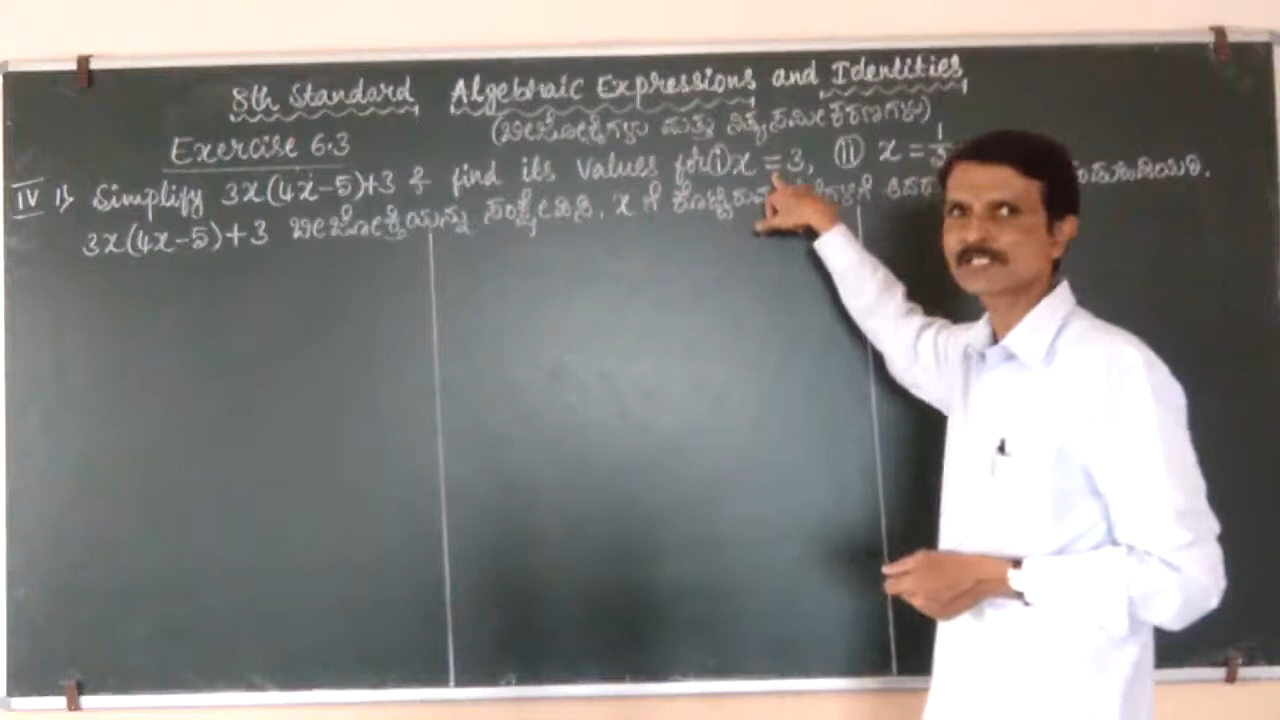 8th Standard Algebraic Expressions and Identities
(ಬೀಜೋಕ್ತಿಗಳು ಮತ್ತು ನಿತ್ಯಸಮೀಕರಣಗಳು)
Exercise 6.3
IV 1) Simplify 3x(4x-5)+3 & find its values for (i) x = 3, (ii) x = 1/
3x(4x-5)+3 ಬೀಜೋಕ್ತಿಯನ್ನು ಸಂಕ್ಷೇಪಿಸಿ, x ಗೆ